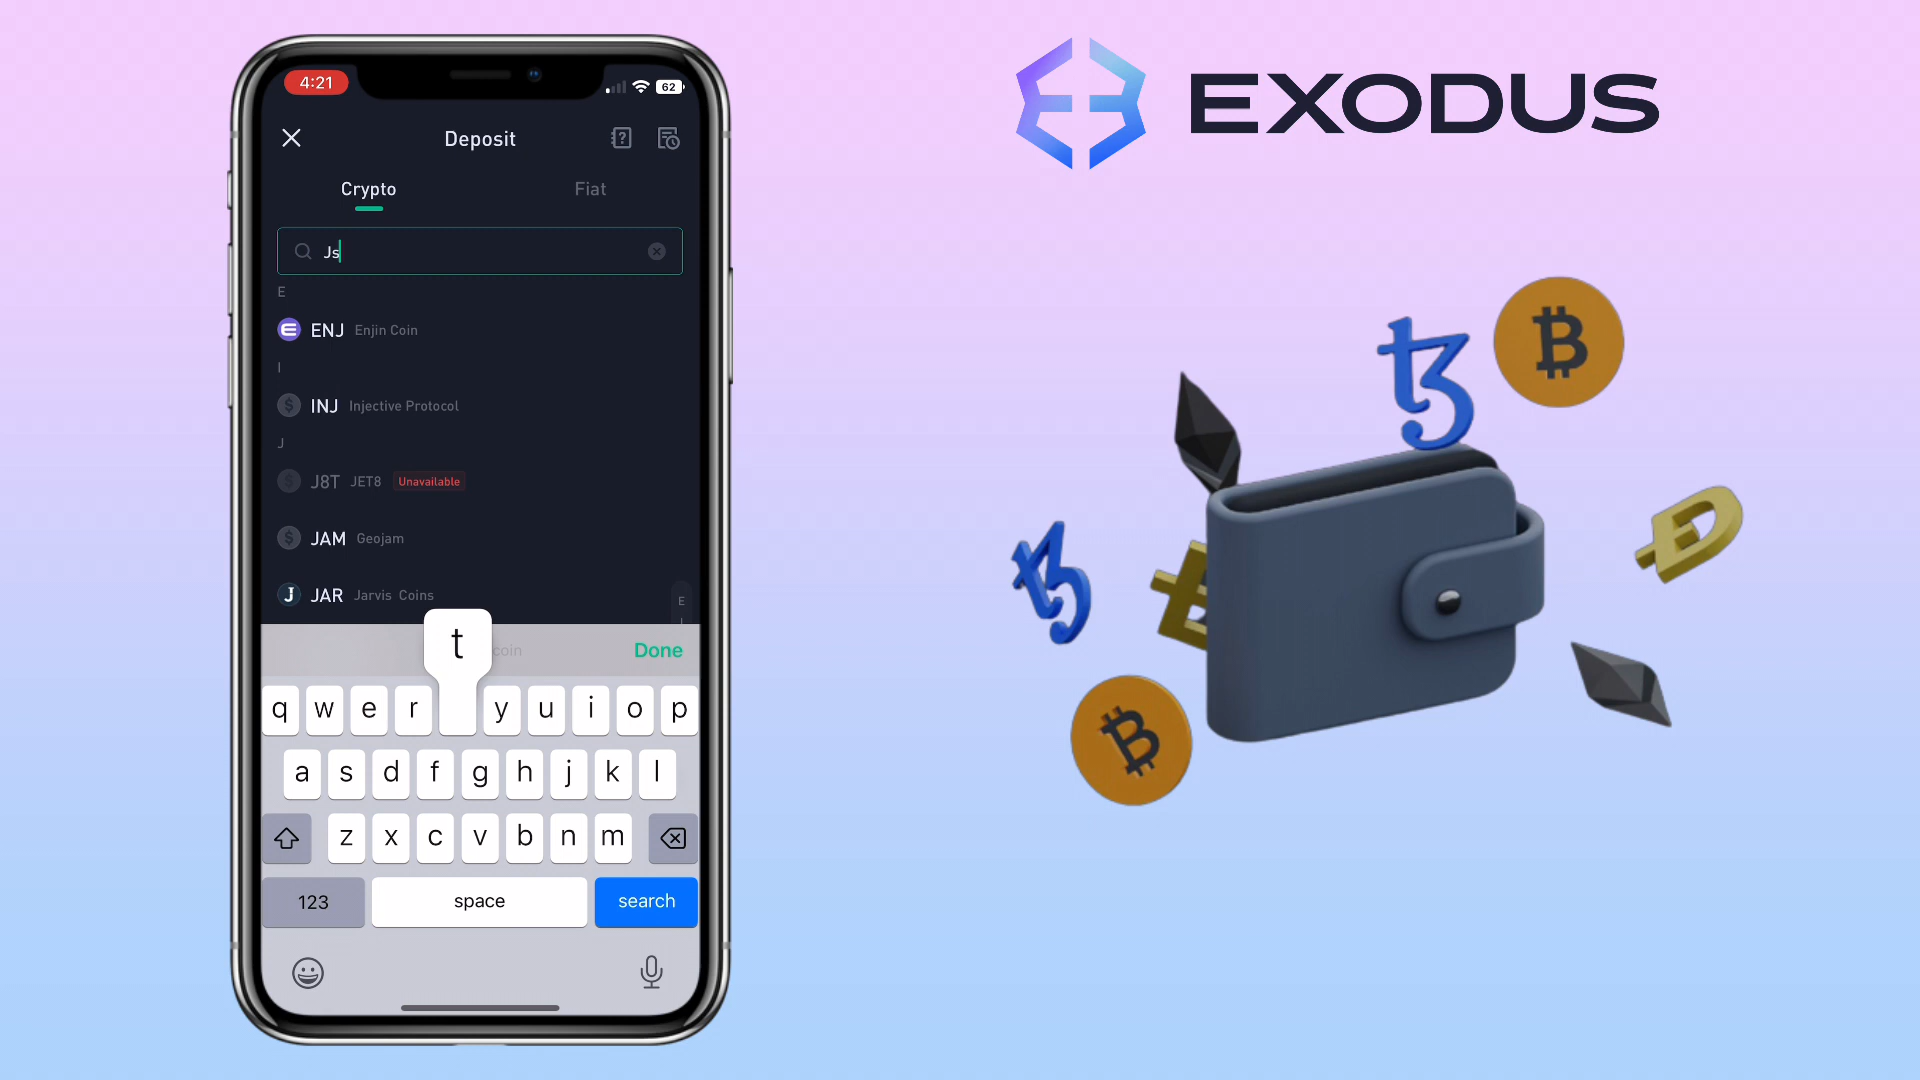 4:21
62
Deposit
Crypto
Fiat
Js
E
ENJ Enjin Coin
I
INJ Injective Protocol
J
J8T JET8 Unavailable
JAM Geojam
JAR Jarvis Coins
E
I
t
coin
Done
q w e r y u i o p
a s d f g h j k l
z x c v b n m
123
space
search
EXODUS